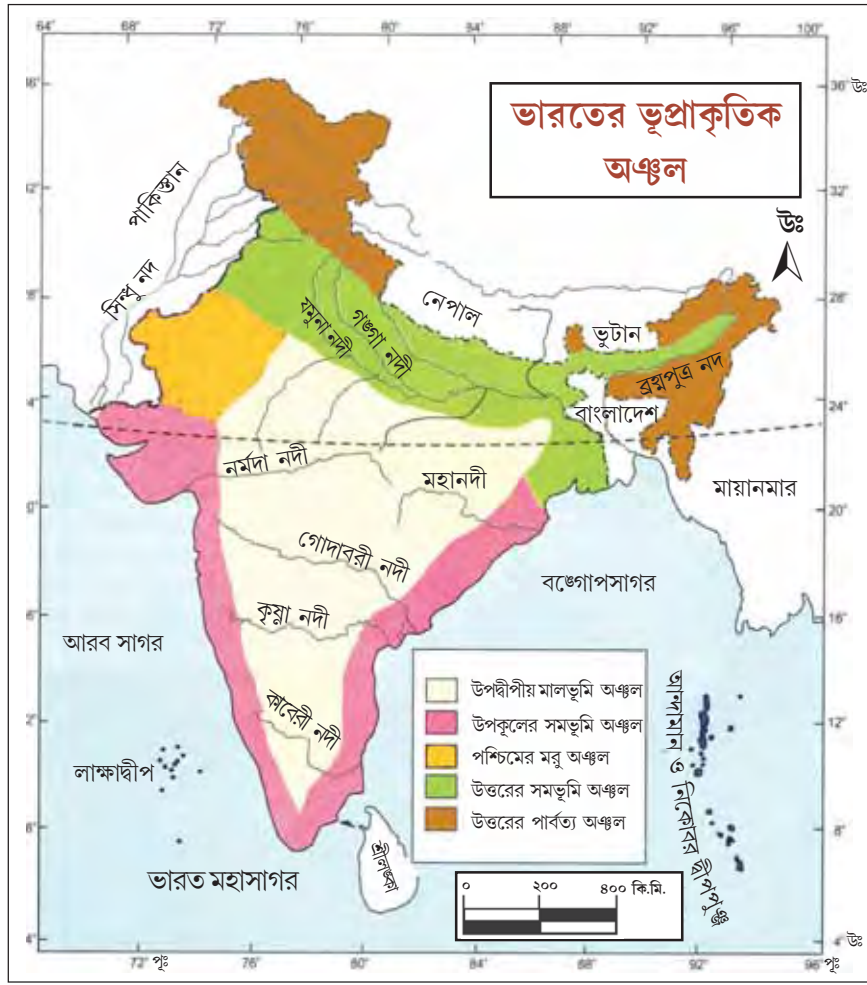 64° 68° 72° 76° 80° 84° 88° 92° 96° 100°
ভারতের ভূপ্রাকৃতিক
অঞ্চল
36° 36° উঃ
32° 32°
পাকিস্তান
উঃ
সিন্ধু নদ
28° 28°
নেপাল
ভুটান
যমুনা নদী
গঙ্গা নদী
ব্রহ্মপুত্র নদ
বাংলাদেশ
24° 24°
নর্মদা নদী
মহানদী
মায়ানমার
20° 20°
গোদাবরী নদী
বঙ্গোপসাগর
কৃষ্ণা নদী
16° 16°
আরব সাগর
উপদ্বীপীয় মালভূমি অঞ্চল
উপকূলের সমভূমি অঞ্চল
পশ্চিমের মরু অঞ্চল
উত্তরের সমভূমি অঞ্চল
উত্তরের পার্বত্য অঞ্চল
কাবেরী নদী
12° 12°
লাক্ষাদ্বীপ
আন্দামান ও নিকোবর দ্বীপপুঞ্জ
8° 8°
শ্রীলঙ্কা
ভারত মহাসাগর
০ ২০০ ৪০০ কি.মি.
4° 4° উঃ
72° পূঃ 76° 80° 84° 88° 92° পূঃ